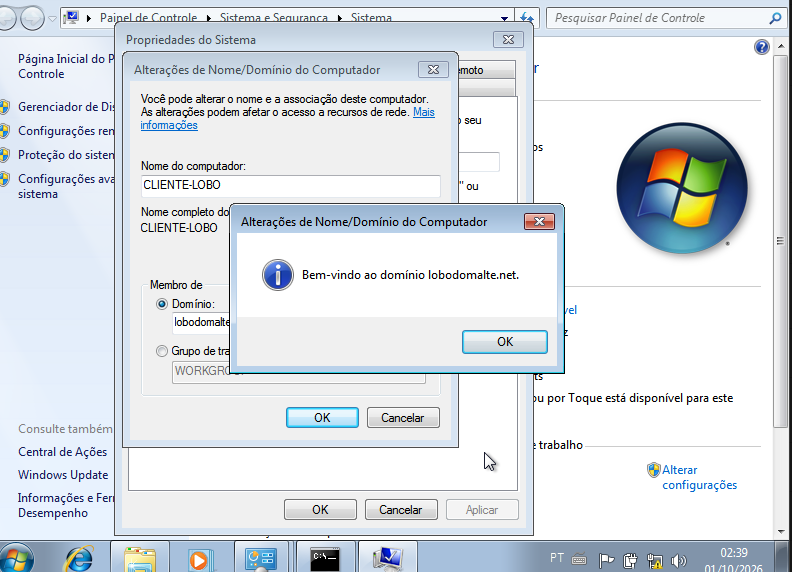 Painel de Controle
Sistema e Segurança
Sistema
Pesquisar Painel de Controle
Propriedades do Sistema
Alterações de Nome/Domínio do Computador
Você pode alterar o nome e a associação deste computador.
As alterações podem afetar o acesso a recursos de rede. Mais
informações
Nome do computador:
CLIENTE-LOBO
Nome completo do
CLIENTE-LOBO
Membro de
Domínio:
lobodomalte
Grupo de tra
WORKGRO
OK
Cancelar
Alterações de Nome/Domínio do Computador
Bem-vindo ao domínio lobodomalte.net.
OK
emoto
o seu
" ou
OK
Cancelar
Aplicar
Página Inicial do P
Controle
Gerenciador de Dis
Configurações ren
Proteção do sisten
Configurações ava
sistema
Consulte também
Central de Ações
Windows Update
Informações e Fer
Desempenho
os
vel
z
ts
ou por Toque está disponível para este
e trabalho
Alterar
configurações
PT
02:39
01/10/2026